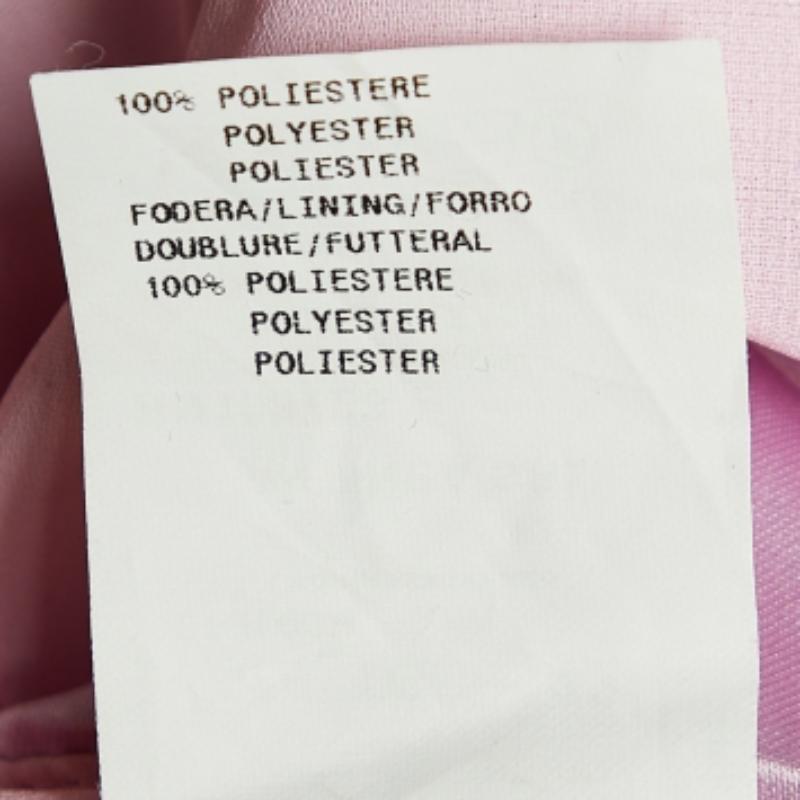 100% POLIESTERE
POLYESTER
POLIESTER
FODERA/LINING/FORRO
DOUBLURE/FUTTERAL
100% POLIESTERE
POLYESTER
POLIESTER